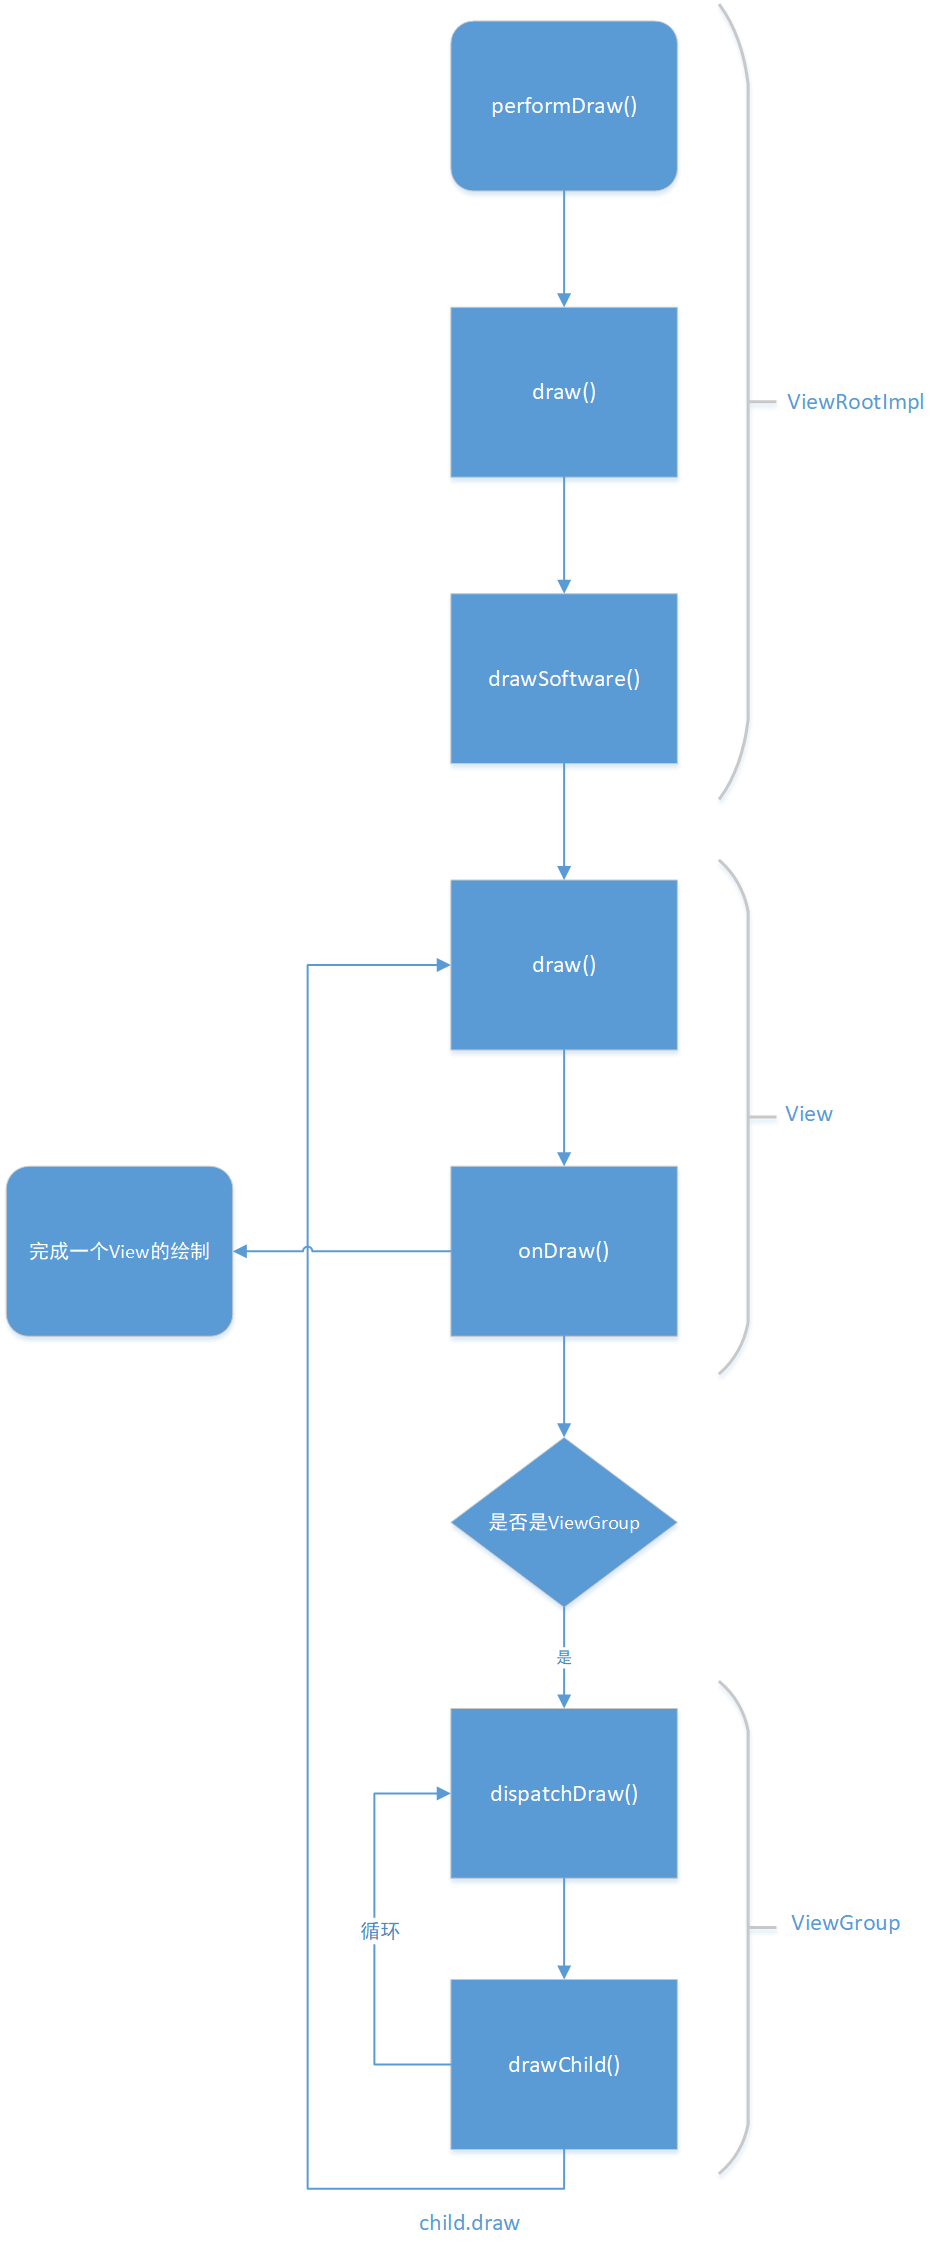 performDraw()
draw()
ViewRootImpl
drawSoftware()
draw()
View
完成一个View的绘制
onDraw()
是否是ViewGroup
是
dispatchDraw()
循环
ViewGroup
drawChild()
child.draw